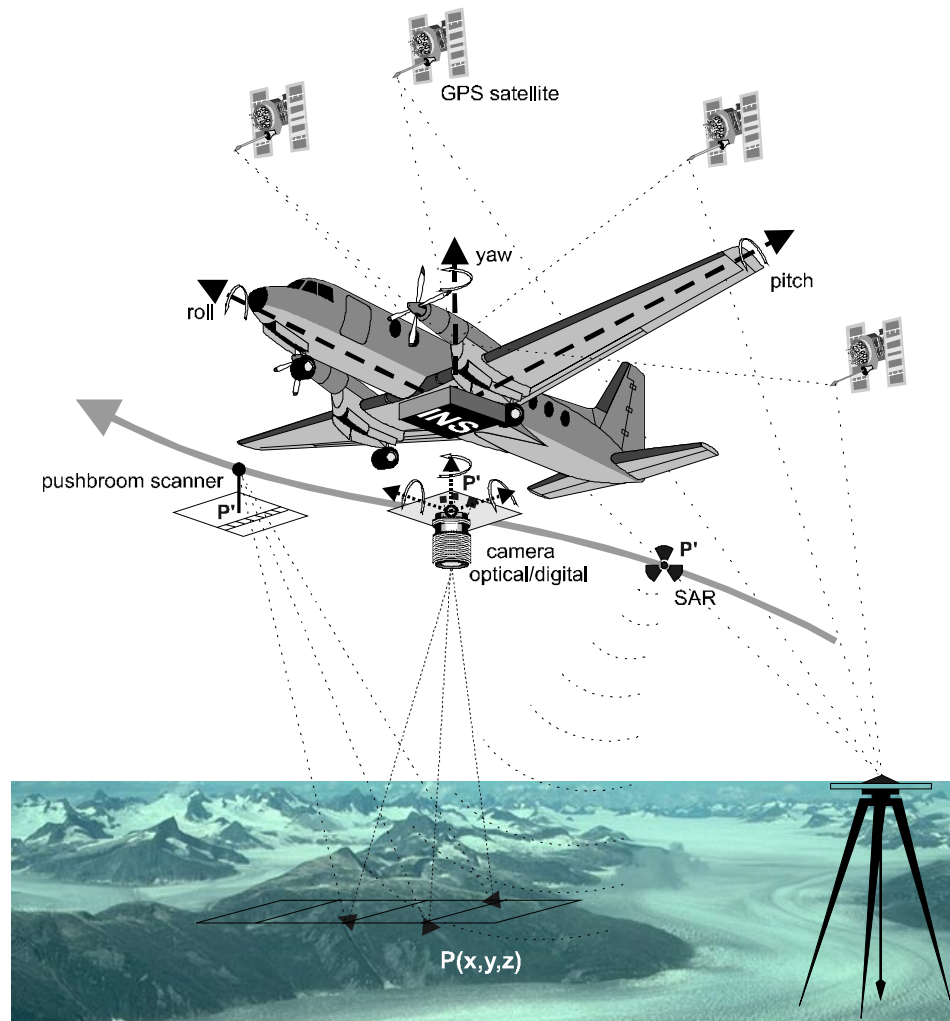 GPS satellite
yaw
pitch
roll
INS
pushbroom scanner
P'
P'
camera
optical/digital
P'
SAR
P(x,y,z)